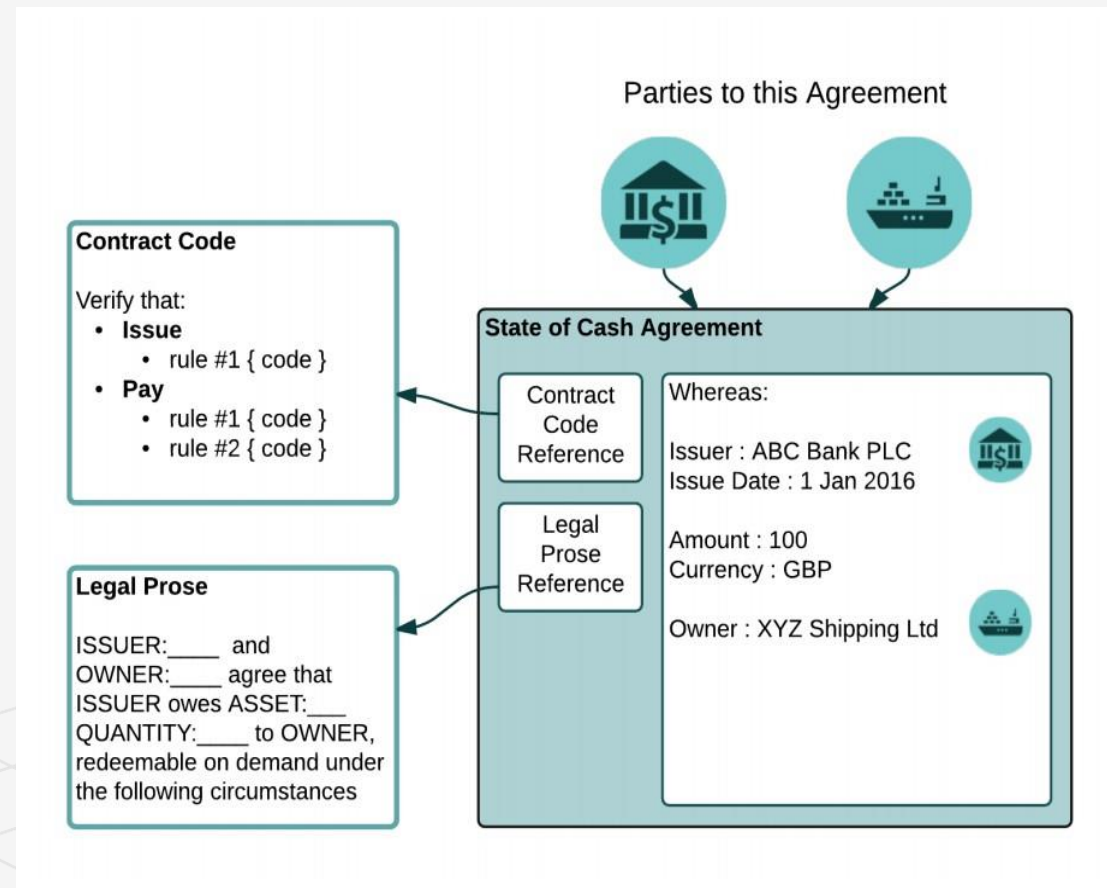 Parties to this Agreement
Contract Code
Verify that:
• Issue
• rule #1 { code }
• Pay
• rule #1 { code }
• rule #2 { code }
Legal Prose
ISSUER:____ and
OWNER:____ agree that
ISSUER owes ASSET:___
QUANTITY:____ to OWNER,
redeemable on demand under
the following circumstances
State of Cash Agreement
Contract
Code
Reference
Legal
Prose
Reference
Whereas:
Issuer : ABC Bank PLC
Issue Date : 1 Jan 2016
Amount : 100
Currency : GBP
Owner : XYZ Shipping Ltd